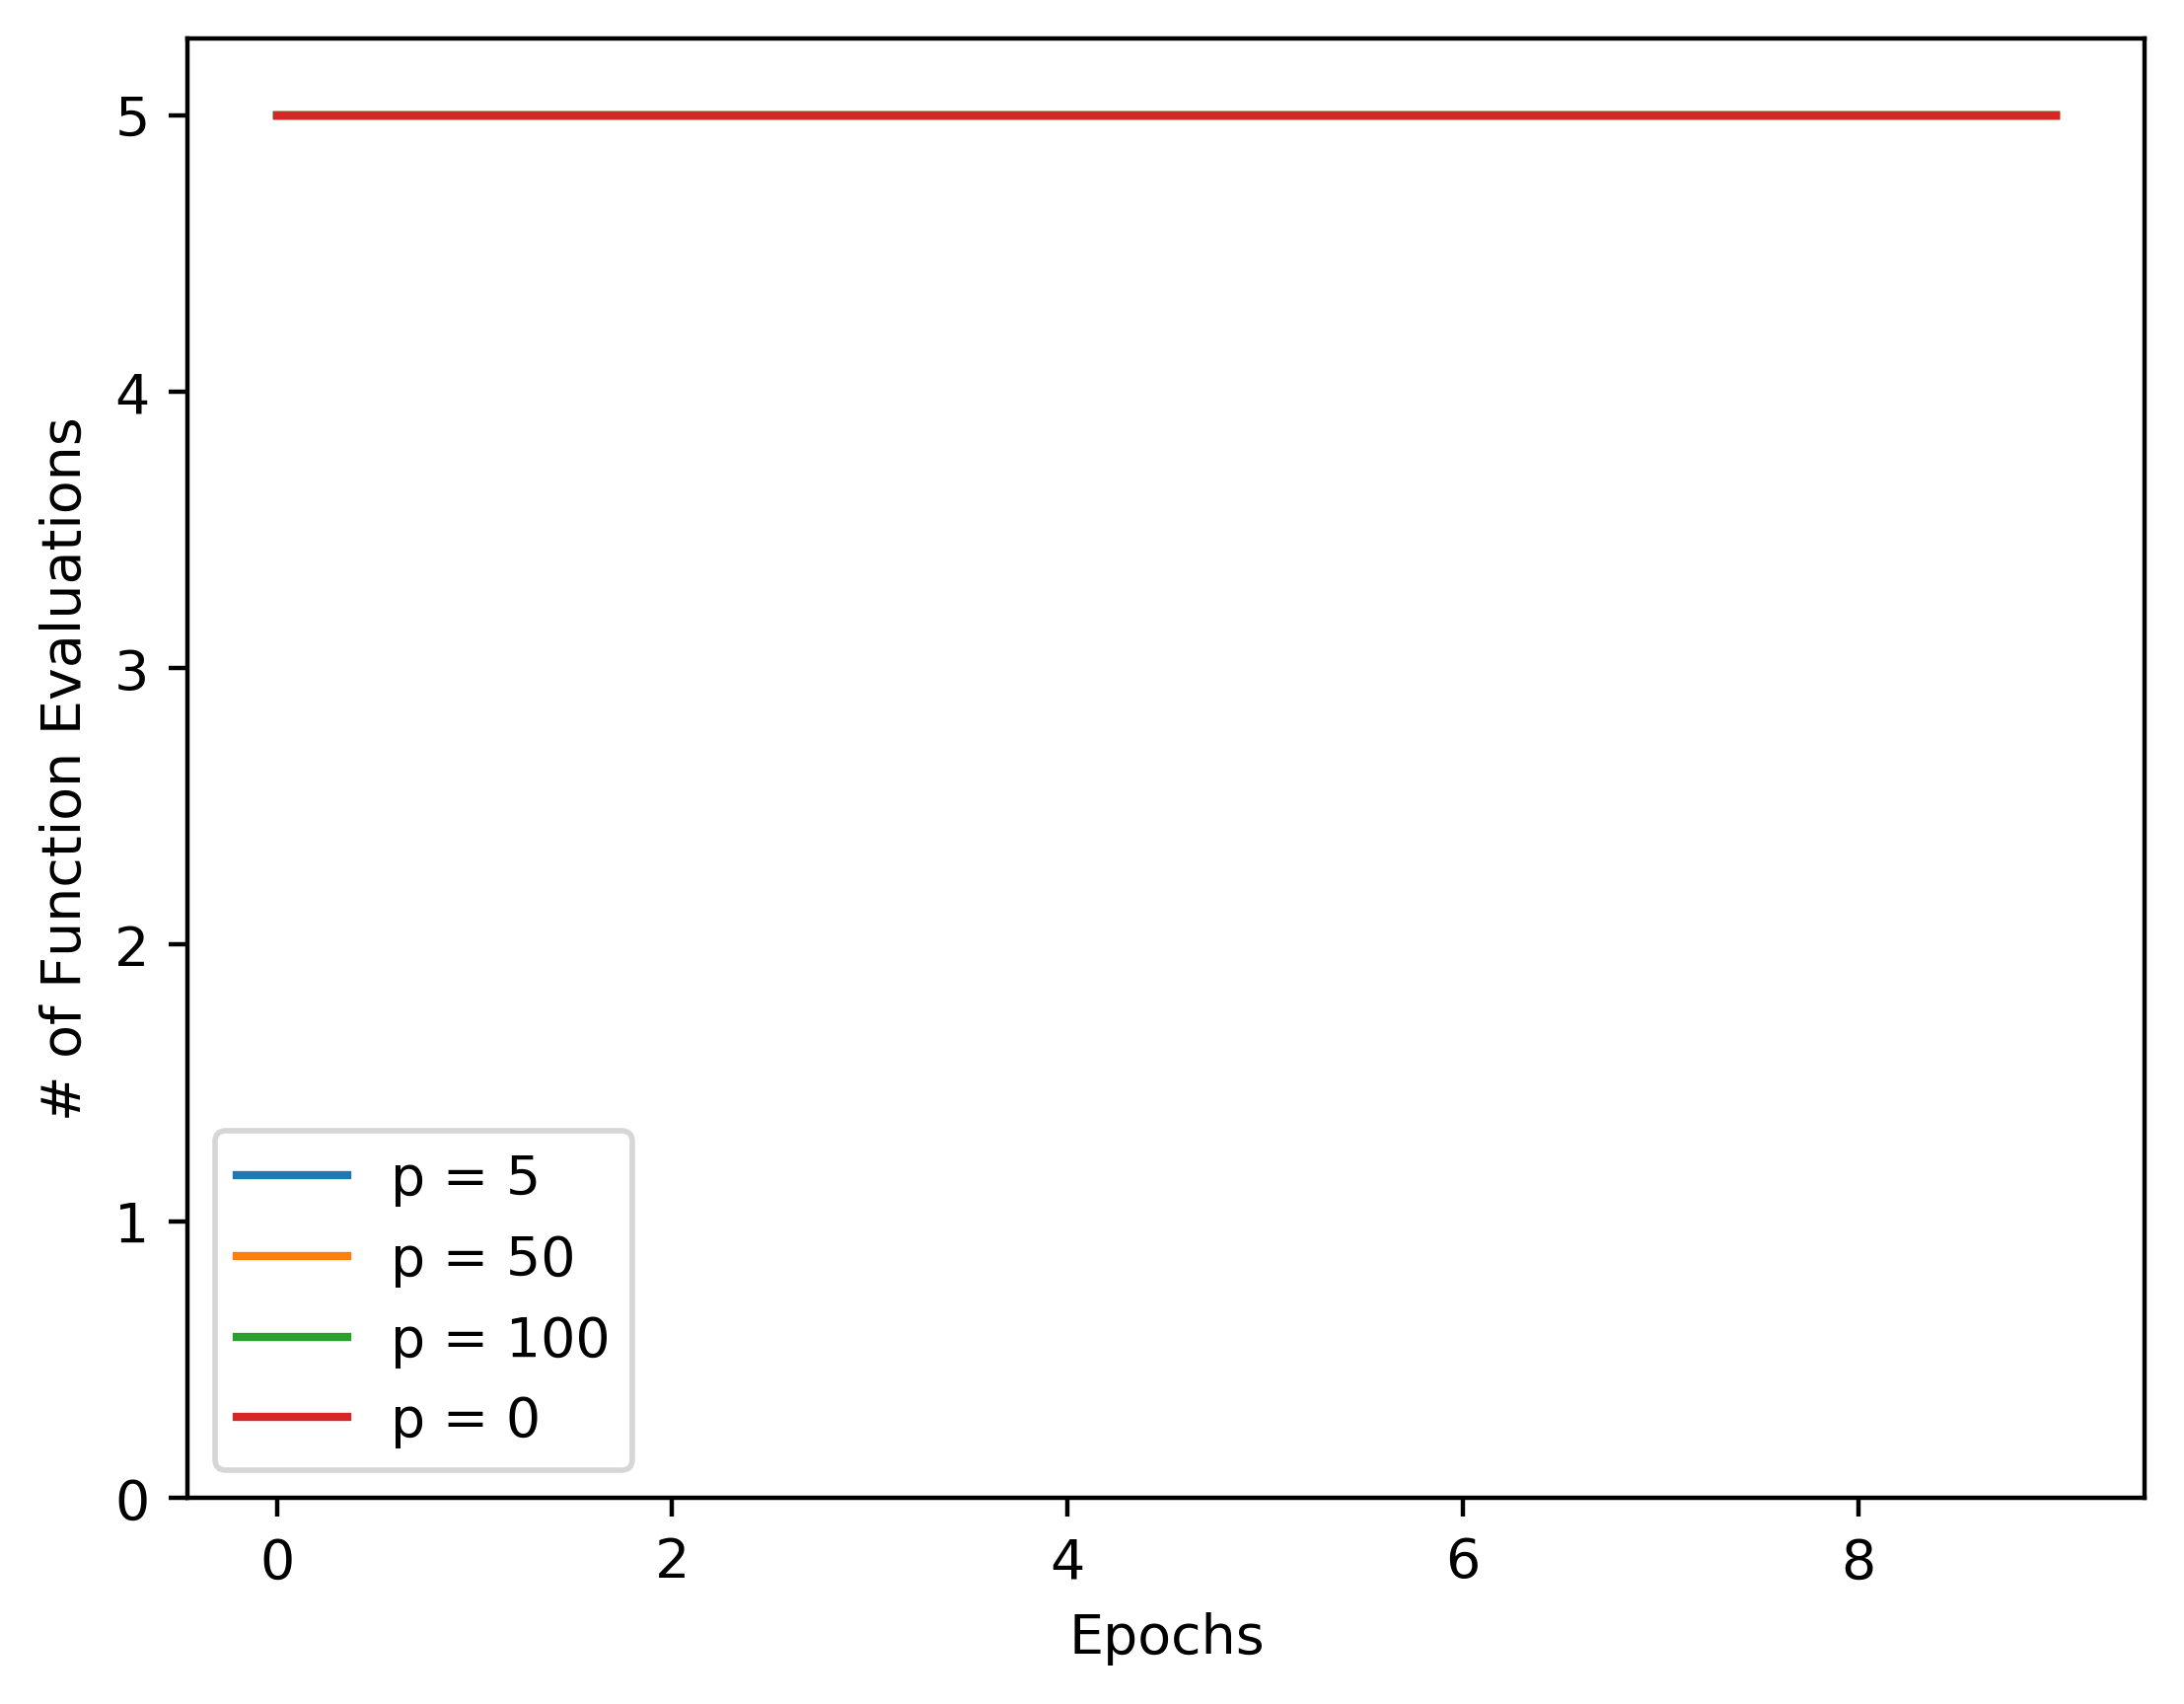 # of Function Evaluations
5
4
3
2
1
0
p = 5
p = 50
p = 100
p = 0
0
2
4
6
8
Epochs